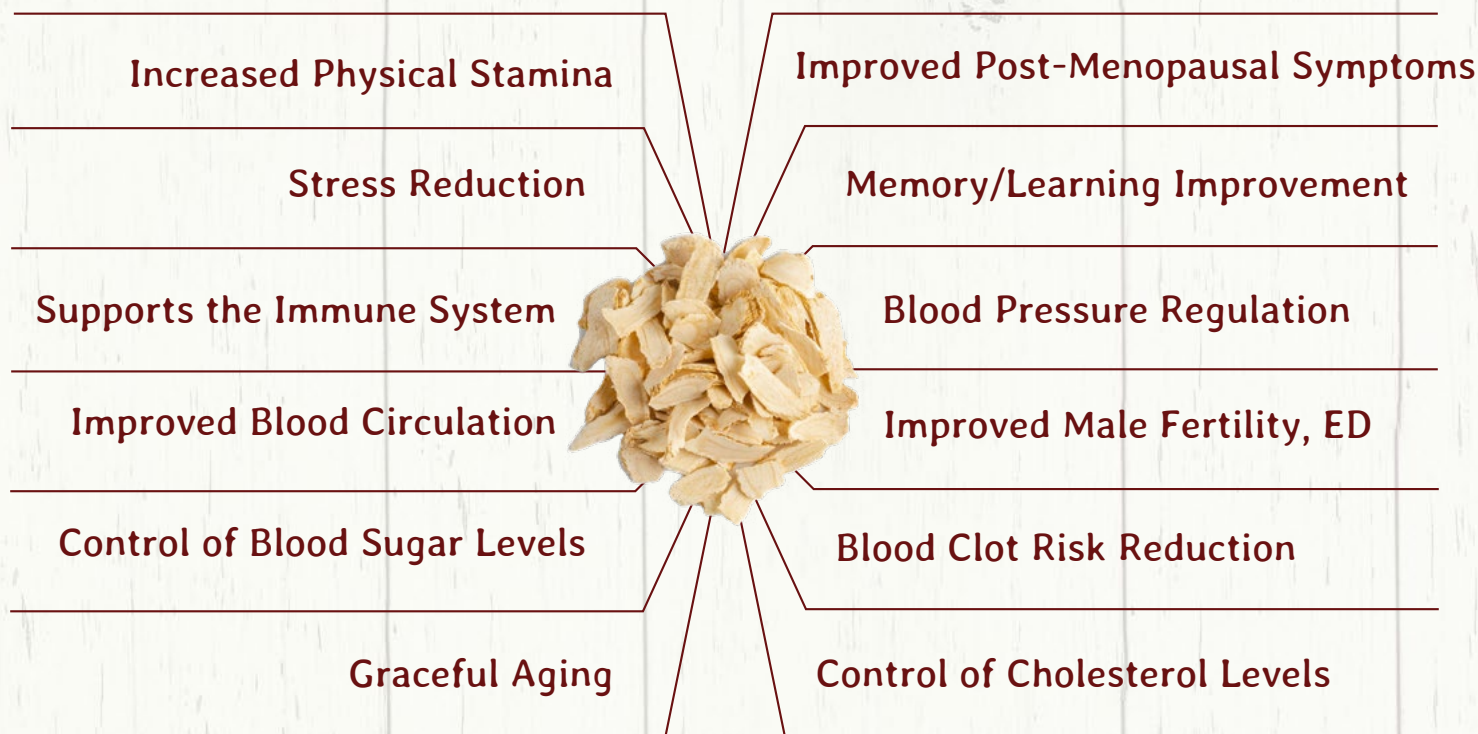 Increased Physical Stamina
Improved Post-Menopausal Symptoms
Stress Reduction
Memory/Learning Improvement
Supports the Immune System
Blood Pressure Regulation
Improved Blood Circulation
Improved Male Fertility, ED
Control of Blood Sugar Levels
Blood Clot Risk Reduction
Graceful Aging
Control of Cholesterol Levels